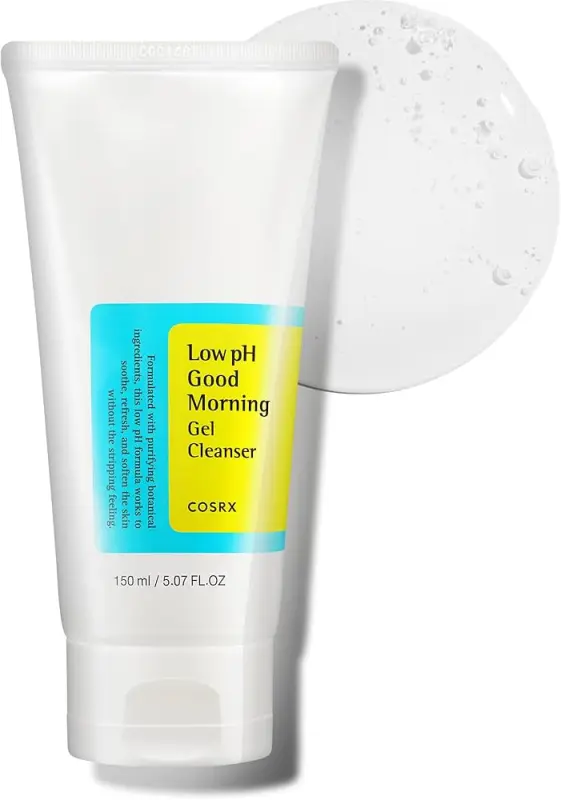 Low pH
Good
Morning
Gel
Cleanser
COSRX
Formulated with purifying botanical
ingredients, this low pH formula works to
soothe, refresh, and soften the skin
without the stripping feeling.
150 ml / 5.07 FL.OZ